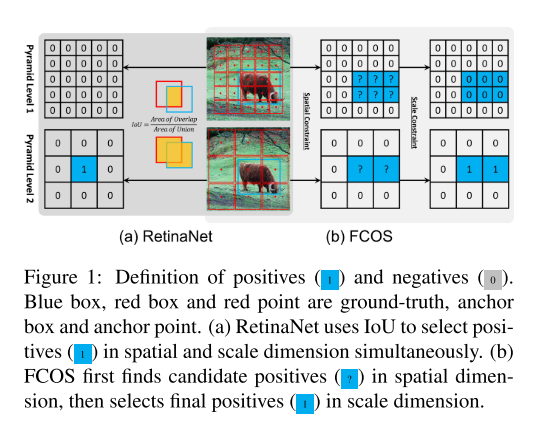 Pyramid Level 1
0 0 0 0 0
0 0 0 0 0
0 0 0 0 0
0 0 0 0 0
0 0 0 0 0
IoU = Area of Overlap / Area of Union
Spatial Constraint
0 0 0 0 0
0 0 0 0 0
0 0 ? ? ?
0 0 ? ? ?
0 0 0 0 0
Scale Constraint
0 0 0 0 0
0 0 0 0 0
0 0 0 0 0
0 0 0 0 0
0 0 0 0 0
Pyramid Level 2
0 0 0
0 1 0
0 0 0
0 0 0
0 ? ?
0 0 0
0 0 0
0 1 1
0 0 0
(a) RetinaNet
(b) FCOS
Figure 1: Definition of positives ( 1 ) and negatives ( 0 ).
Blue box, red box and red point are ground-truth, anchor
box and anchor point. (a) RetinaNet uses IoU to select posi-
tives ( 1 ) in spatial and scale dimension simultaneously. (b)
FCOS first finds candidate positives ( ? ) in spatial dimen-
sion, then selects final positives ( 1 ) in scale dimension.